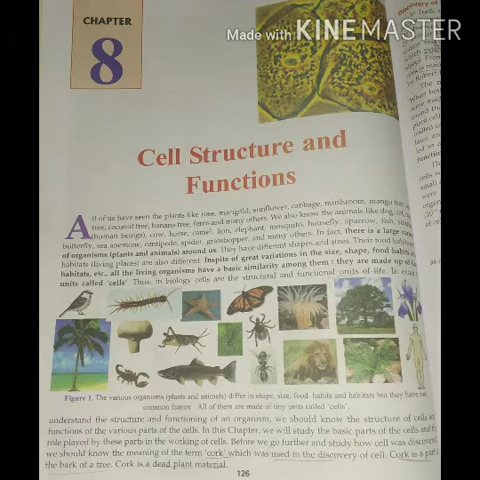 Made with KINEMASTER
CHAPTER
8
Cell Structure and
Functions
All of us have seen the plants like rose, marigold, sunflower, cabbage, mushroom, mango
tree, coconut tree, banana tree, ferns and many others. We also know the animals like dog, cat,
(human beings), cow, horse, camel, lion, elephant, mosquito, housefly, sparrow, fish,
butterfly, sea anemone, centipede, spider, grasshopper, and many others. In fact, there is a large
of organisms (plants and animals) around us. They have different shapes and sizes. Their food habits
habitats (living places) are also different. Inspite of great variations in the size, shape, food habits
habitats, etc., all the living organisms have a basic similarity among them : they are made up of
units called 'cells'. Thus, in biology cells are the structural and functional units of life. In
Figure 1. The various organisms (plants and animals) differ in shape, size, food habits and habitats but they have one
common feature All of them are made of tiny units called 'cells'.
understand the structure and functioning of an organism, we should know the structure of cells
functions of the various parts of the cells. In this Chapter, we will study the basic parts of the cells and
role played by these parts in the working of cells. Before we go further and study how cell was discovered
we should know the meaning of the term 'cork' which was used in the discovery of cell. Cork is a part
the bark of a tree. Cork is a dead plant material.
126
Discovery of
by Robert